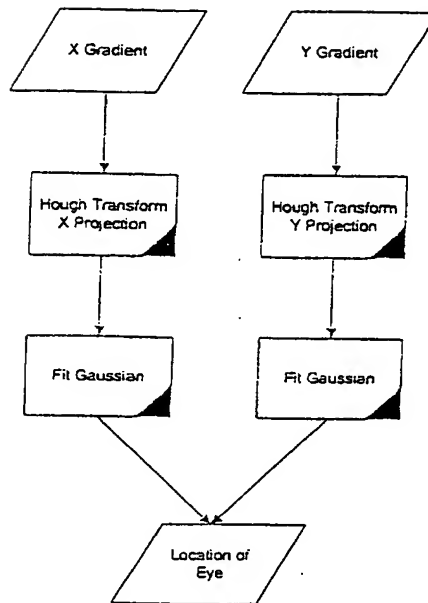 X Gradient
Y Gradient
Hough Transform
X Projection
Hough Transform
Y Projection
Fit Gaussian
Fit Gaussian
Location of
Eye